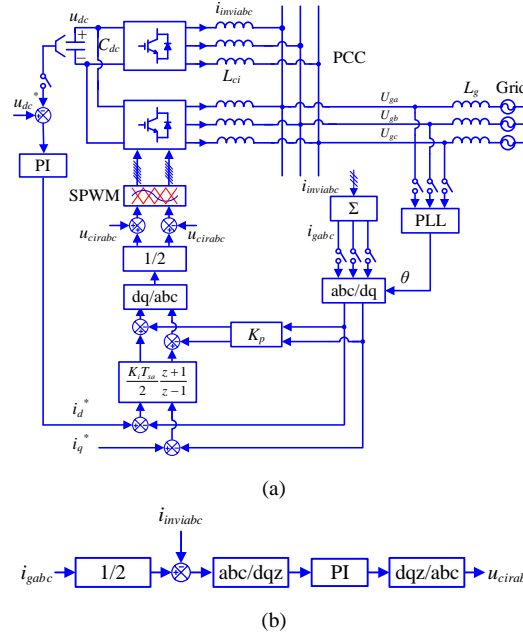 i_inviabc
u_dc
+
C_dc
−
PCC
L_ci
U_ga
L_g
Grid
U_gb
U_gc
u_dc*
PI
i_inviabc
SPWM
Σ
PLL
i_gabc
u_cirabc
u_cirabc
1/2
θ
abc/dq
dq/abc
K_p
K_i T_sa / 2 z+1 / z−1
i_d*
i_q*
(a)
i_inviabc
i_gabc
1/2
abc/dqz
PI
dqz/abc
u_cirab
(b)